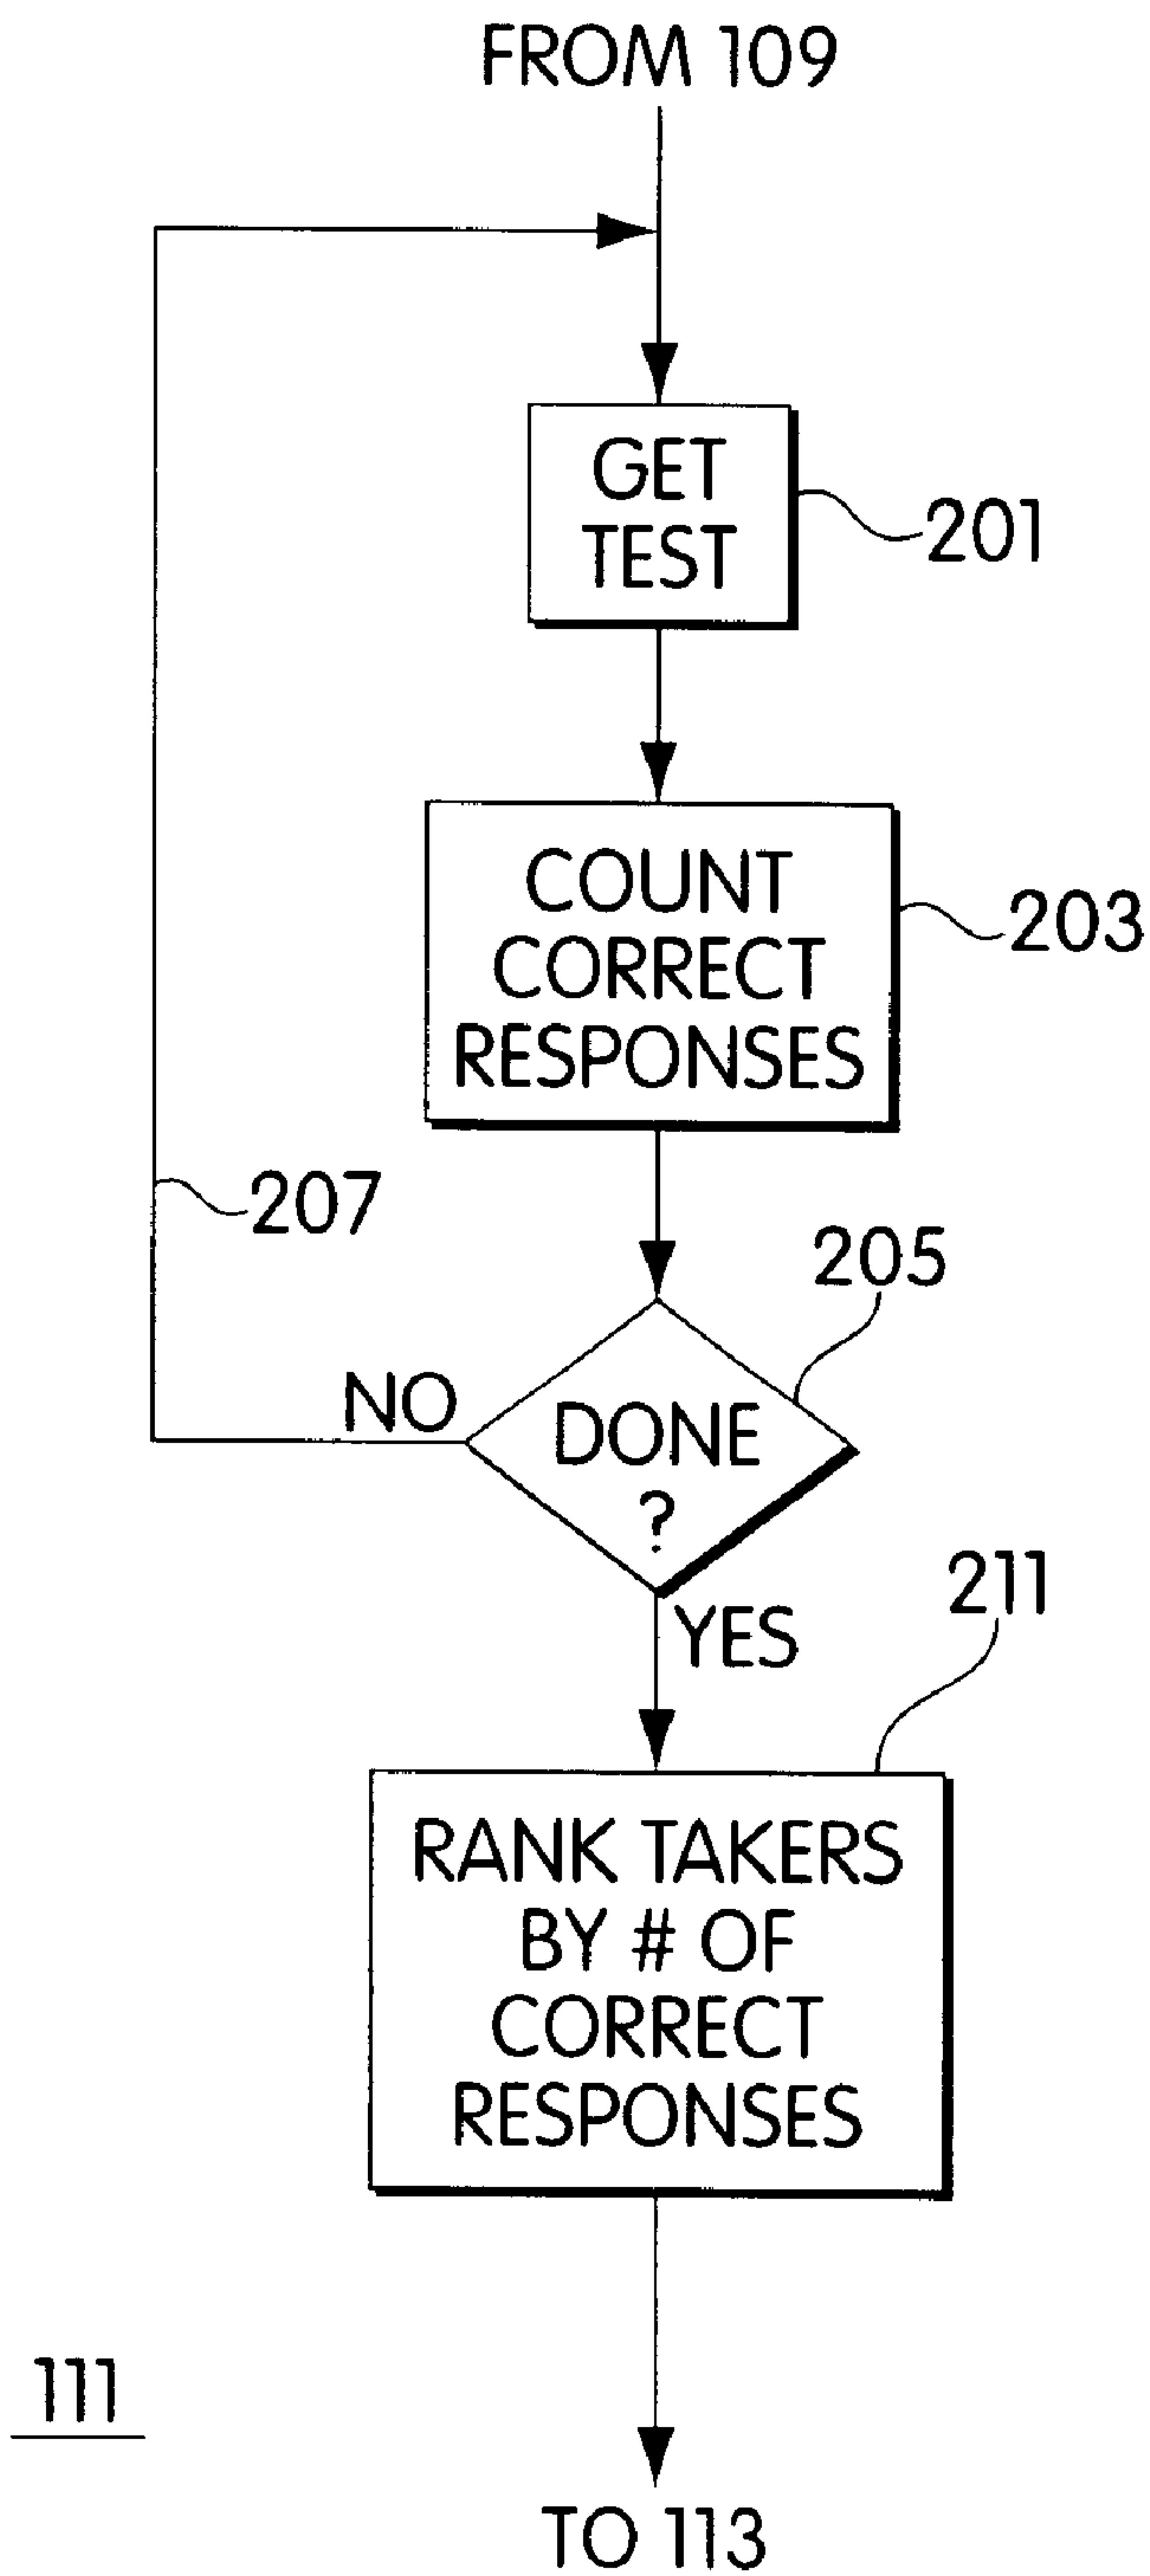 FROM 109
GET
TEST
201
COUNT
CORRECT
RESPONSES
203
207
205
NO
DONE
?
YES
211
RANK TAKERS
BY # OF
CORRECT
RESPONSES
111
TO 113